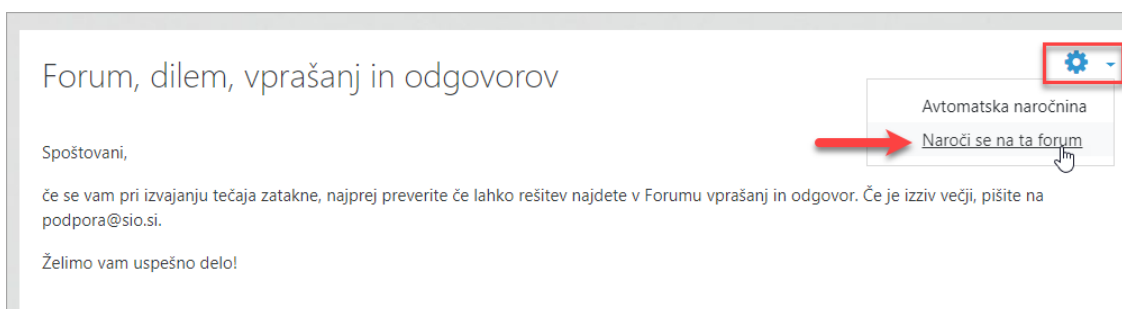 Forum, dilem, vprašanj in odgovorov
Avtomatska naročnina
Naroči se na ta forum
Spoštovani,
če se vam pri izvajanju tečaja zatakne, najprej preverite če lahko rešitev najdete v Forumu vprašanj in odgovor. Če je izziv večji, pišite na
podpora@sio.si.
Želimo vam uspešno delo!